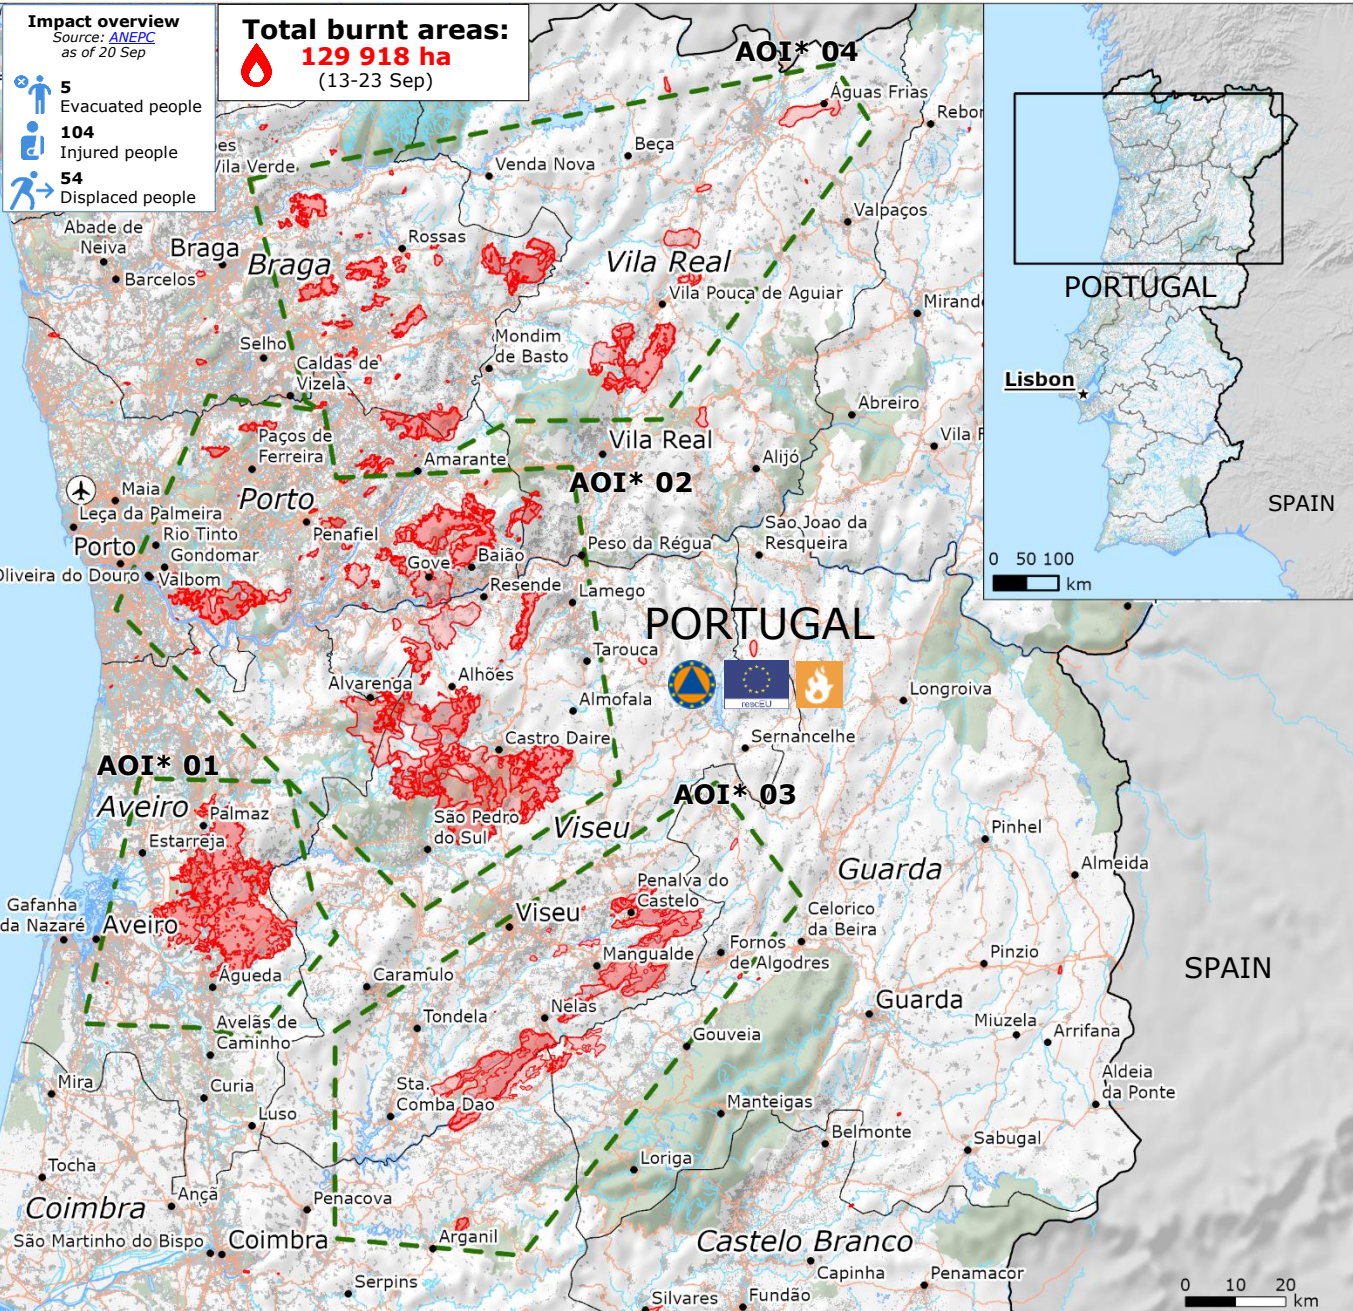 Impact overview
Source: ANEPC
as of 20 Sep
5
Evacuated people
104
Injured people
54
Displaced people
Total burnt areas:
129 918 ha
(13-23 Sep)
AOI* 04
Águas Frias
Beça
Venda Nova
Vila Verde
Valpaços
Abade de
Neiva
Braga
Rossas
Braga
Vila Real
Barcelos
Vila Pouca de Aguiar
Selho
Mondim
de Basto
Caldas de
Vizela
Abreiro
Paços de
Ferreira
Vila Real
Amarante
Alijó
AOI* 02
Maia
Porto
Leça da Palmeira
Rio Tinto
Penafiel
Sao Joao da
Resqueira
Porto
Gondomar
Gove
Baião
Peso da Régua
Oliveira do Douro
Valbom
Resende
Lamego
PORTUGAL
Tarouca
rescEU
Alvarenga
Alhões
Almofala
Longroiva
Castro Daire
Sernancelhe
AOI* 01
AOI* 03
Aveiro
Palmaz
São Pedro
do Sul
Viseu
Estarreja
Pinhel
Guarda
Almeida
Penalva do
Castelo
Gafanha
da Nazaré
Aveiro
Viseu
Celorico
da Beira
Mangualde
Fornos
de Algodres
Pinzio
SPAIN
Águeda
Caramulo
Nelas
Guarda
Avelãs de
Caminho
Tondela
Gouveia
Miuzela
Arrifana
Mira
Curia
Sta.
Comba Dao
Manteigas
Aldeia
da Ponte
Luso
Belmonte
Sabugal
Tocha
Loriga
Ançã
Penacova
Coimbra
São Martinho do Bispo
Coimbra
Arganil
Castelo Branco
Capinha
Penamacor
Serpins
Silvares
Fundão
0 10 20
km
PORTUGAL
Lisbon
SPAIN
0 50 100
km